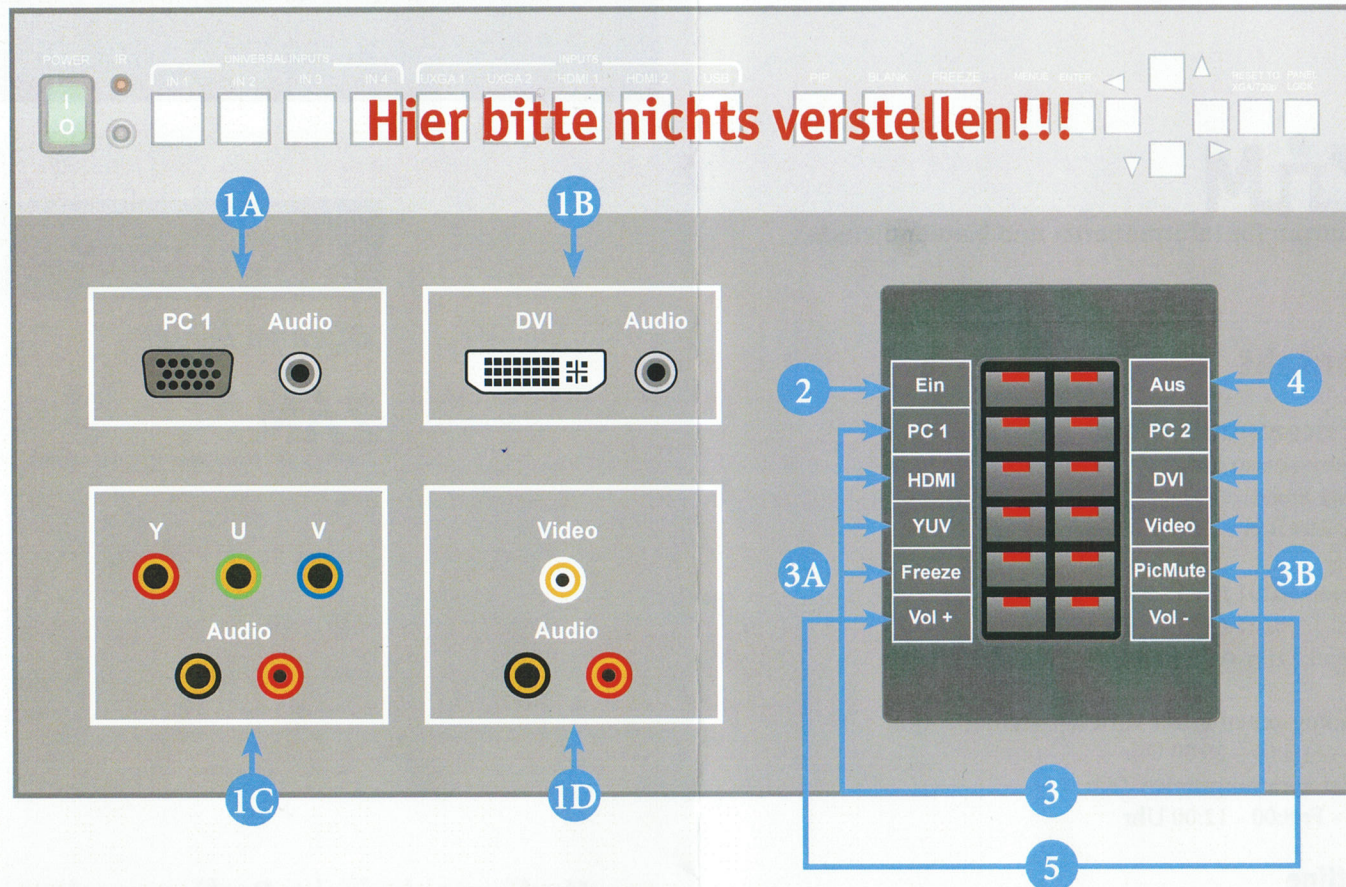 POWER IR UNIVERSAL INPUTS INPUTS
IN 1 IN 2 IN 3 IN 4 UXGA 1 UXGA 2 HDMI 1 HDMI 2 USB PIP BLANK FREEZE MENUS ENTER RESET TO XGA/720p PANEL LOCK
I
O
Hier bitte nichts verstellen!!!
1A
1B
PC 1 Audio
DVI Audio
2
Ein
Aus
4
PC 1
PC 2
HDMI
DVI
YUV
Video
3A
Freeze
PicMute
3B
Vol +
Vol -
Y U V
Audio
Video
Audio
1C
1D
3
5